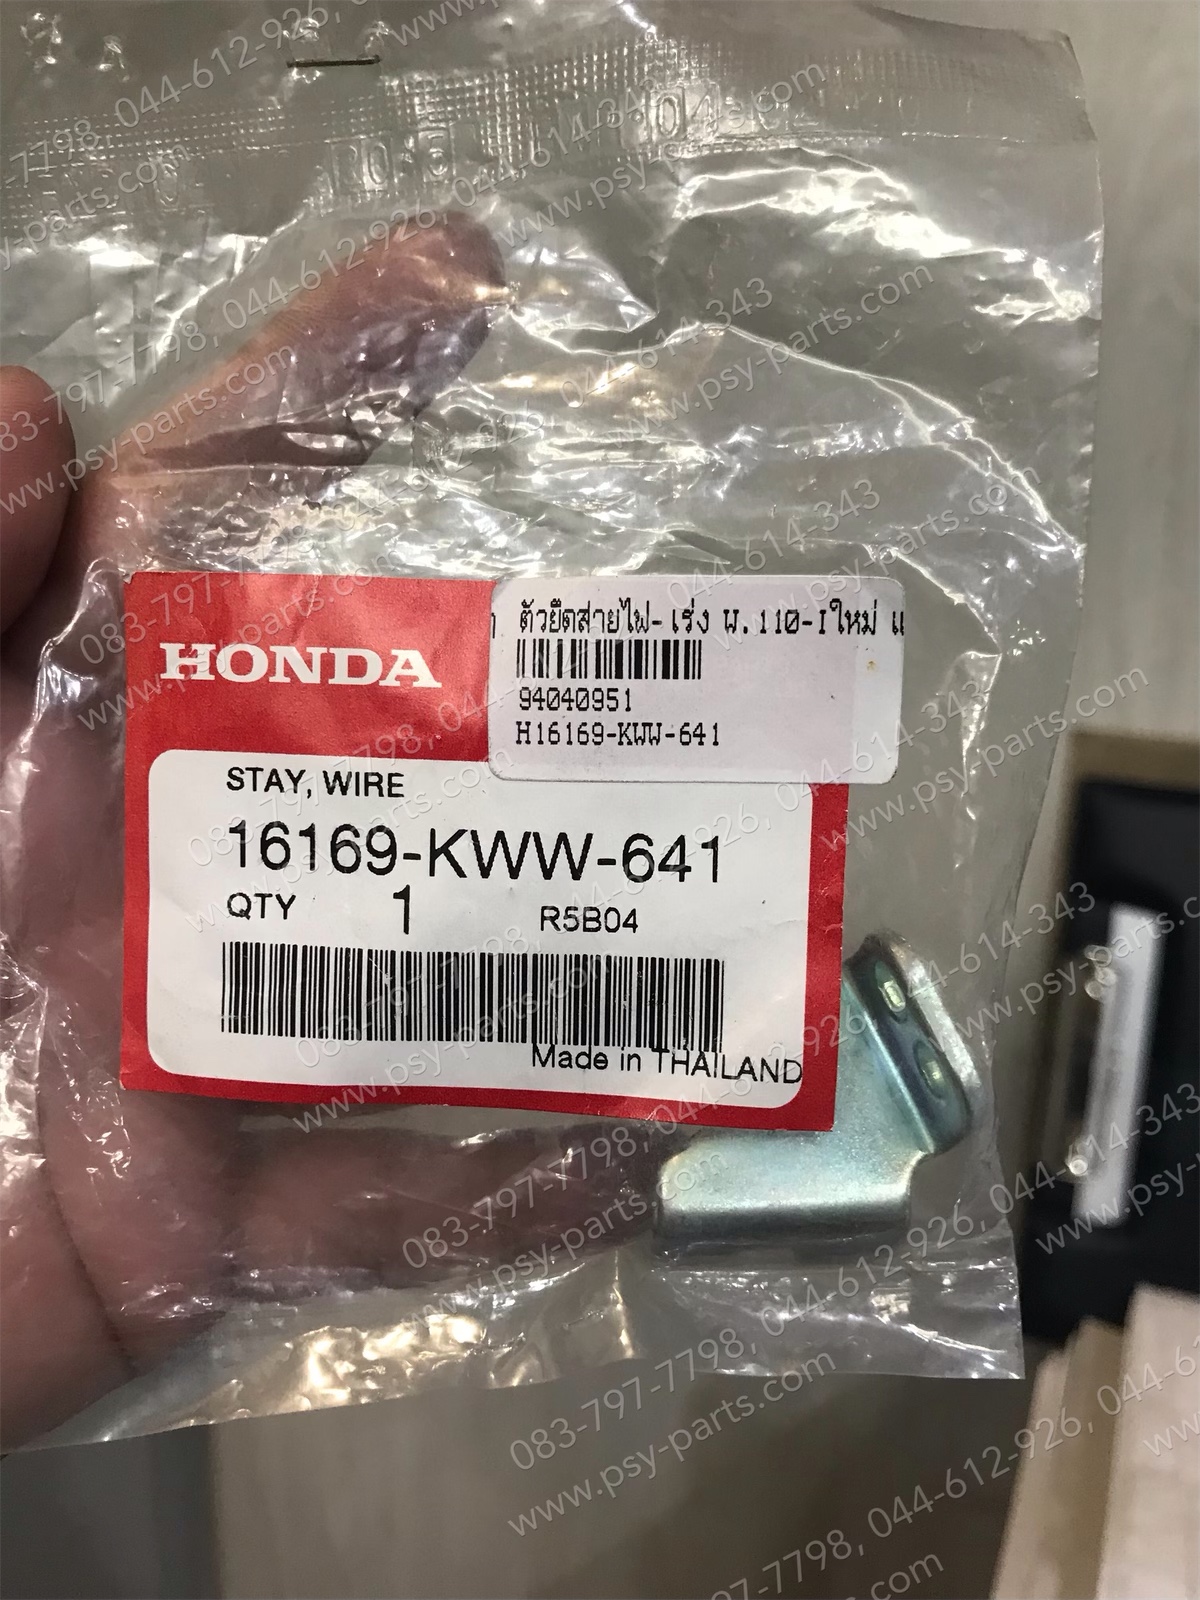 ตัวยึดสายไฟ-เร่ง พ.110-Iใหม่ แ
94040951
H16169-KWW-641
HONDA
STAY, WIRE
16169-KWW-641
QTY 1 R5B04
Made in THAILAND
083-797-7798, 044-612-926, 044-614-343
www.psy-parts.com